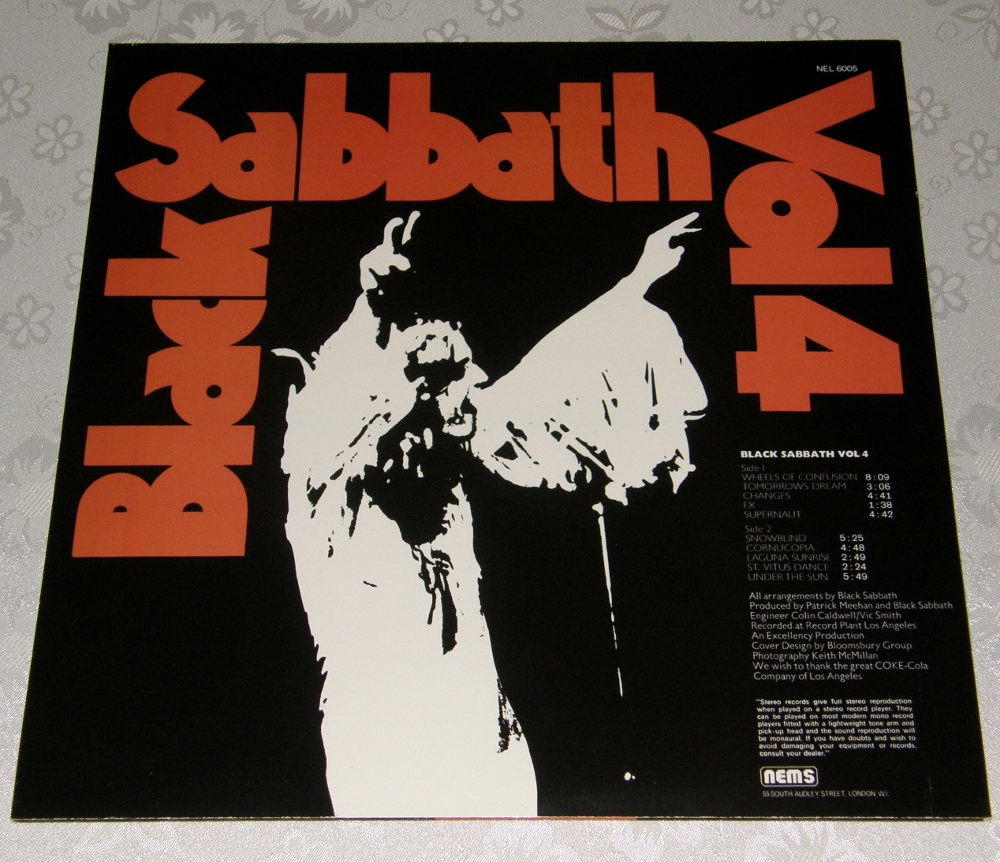 NEL 6005
Black Sabbath Vol 4
BLACK SABBATH VOL 4
Side 1
WHEELS OF CONFUSION 8:09
TOMORROWS DREAM 3:06
CHANGES 4:41
FX 1:38
SUPERNAUT 4:42
Side 2
SNOWBLIND 5:25
CORNUCOPIA 4:48
LAGUNA SUNRISE 2:49
ST. VITUS DANCE 2:24
UNDER THE SUN 5:49
All arrangements by Black Sabbath
Produced by Patrick Meehan and Black Sabbath
Engineer Colin Caldwell/Vic Smith
Recorded at Record Plant Los Angeles
An Excellency Production
Cover Design by Bloomsbury Group
Photography Keith McMillan
We wish to thank the great COKE-Cola
Company of Los Angeles
"Stereo records give full stereo reproduction
when played on a stereo record player. They
can be played on most modern mono record
players fitted with a lightweight tone arm and
pick-up head and the sound reproduction will
be monaural. If you have doubts and wish to
avoid damaging your equipment or records,
consult your dealer."
nems
55 SOUTH AUDLEY STREET, LONDON W.I.